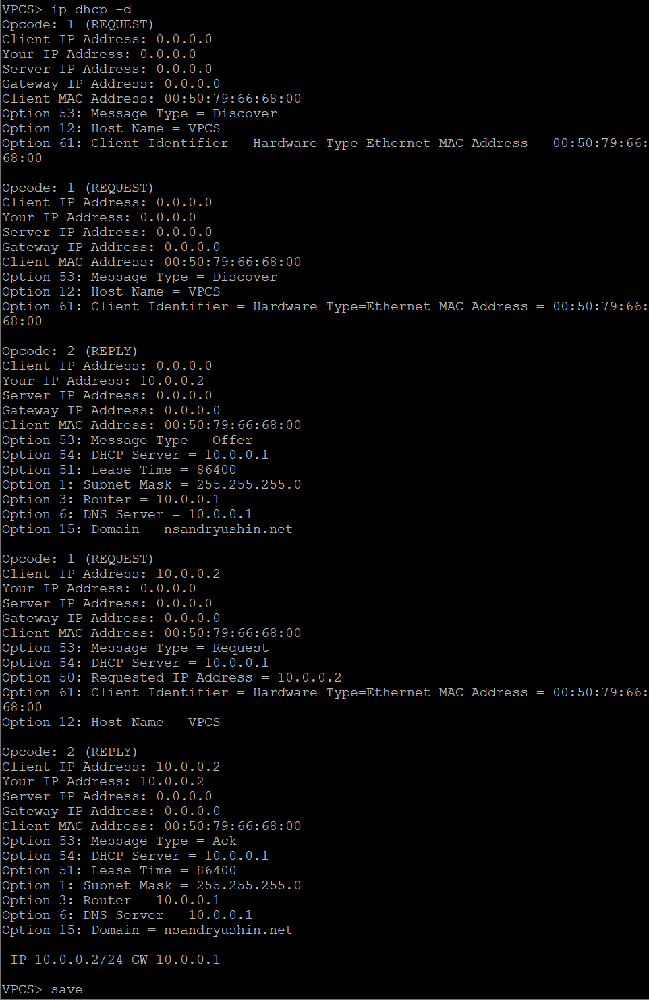 VPCS> ip dhcp -d
Opcode: 1 (REQUEST)
Client IP Address: 0.0.0.0
Your IP Address: 0.0.0.0
Server IP Address: 0.0.0.0
Gateway IP Address: 0.0.0.0
Client MAC Address: 00:50:79:66:68:00
Option 53: Message Type = Discover
Option 12: Host Name = VPCS
Option 61: Client Identifier = Hardware Type=Ethernet MAC Address = 00:50:79:66:
68:00

Opcode: 1 (REQUEST)
Client IP Address: 0.0.0.0
Your IP Address: 0.0.0.0
Server IP Address: 0.0.0.0
Gateway IP Address: 0.0.0.0
Client MAC Address: 00:50:79:66:68:00
Option 53: Message Type = Discover
Option 12: Host Name = VPCS
Option 61: Client Identifier = Hardware Type=Ethernet MAC Address = 00:50:79:66:
68:00

Opcode: 2 (REPLY)
Client IP Address: 0.0.0.0
Your IP Address: 10.0.0.2
Server IP Address: 0.0.0.0
Gateway IP Address: 0.0.0.0
Client MAC Address: 00:50:79:66:68:00
Option 53: Message Type = Offer
Option 54: DHCP Server = 10.0.0.1
Option 51: Lease Time = 86400
Option 1: Subnet Mask = 255.255.255.0
Option 3: Router = 10.0.0.1
Option 6: DNS Server = 10.0.0.1
Option 15: Domain = nsandryushin.net

Opcode: 1 (REQUEST)
Client IP Address: 10.0.0.2
Your IP Address: 0.0.0.0
Server IP Address: 0.0.0.0
Gateway IP Address: 0.0.0.0
Client MAC Address: 00:50:79:66:68:00
Option 53: Message Type = Request
Option 54: DHCP Server = 10.0.0.1
Option 50: Requested IP Address = 10.0.0.2
Option 61: Client Identifier = Hardware Type=Ethernet MAC Address = 00:50:79:66:
68:00
Option 12: Host Name = VPCS

Opcode: 2 (REPLY)
Client IP Address: 10.0.0.2
Your IP Address: 10.0.0.2
Server IP Address: 0.0.0.0
Gateway IP Address: 0.0.0.0
Client MAC Address: 00:50:79:66:68:00
Option 53: Message Type = Ack
Option 54: DHCP Server = 10.0.0.1
Option 51: Lease Time = 86400
Option 1: Subnet Mask = 255.255.255.0
Option 3: Router = 10.0.0.1
Option 6: DNS Server = 10.0.0.1
Option 15: Domain = nsandryushin.net

 IP 10.0.0.2/24 GW 10.0.0.1

VPCS> save